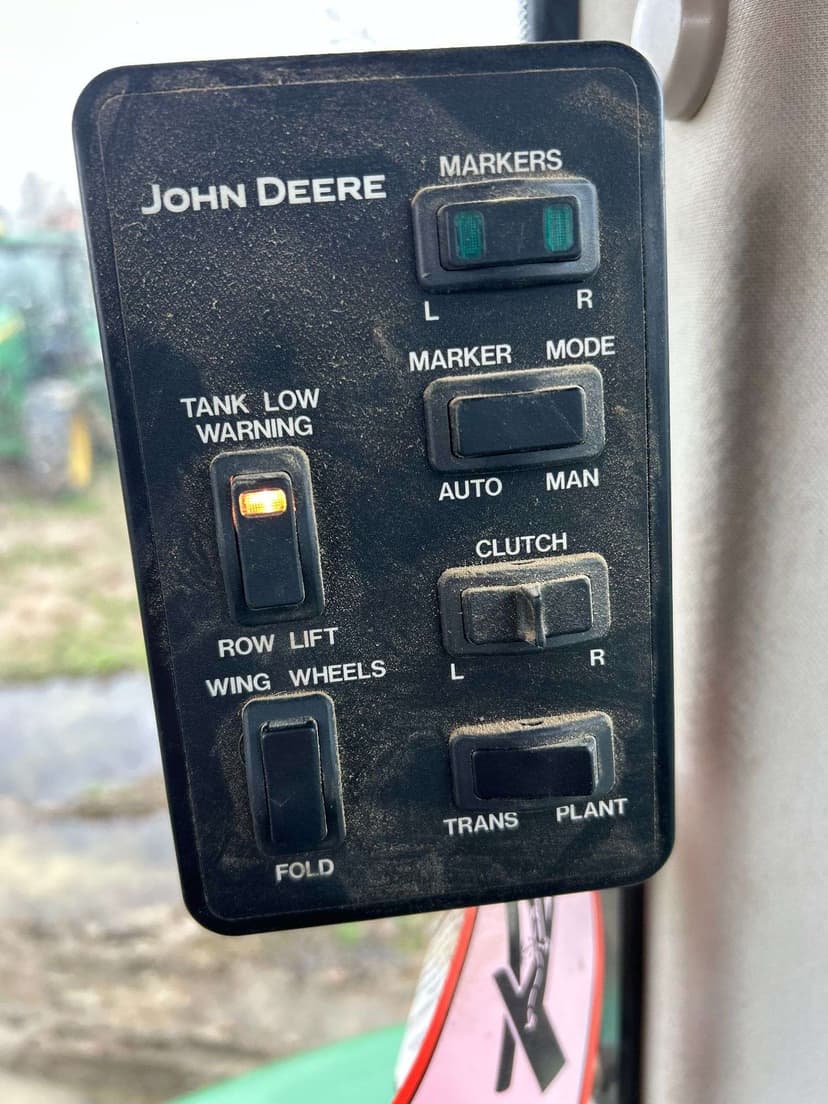 JOHN DEERE
MARKERS
L R
MARKER MODE
AUTO MAN
TANK LOW
WARNING
ROW LIFT
CLUTCH
L R
WING WHEELS
FOLD
TRANS PLANT